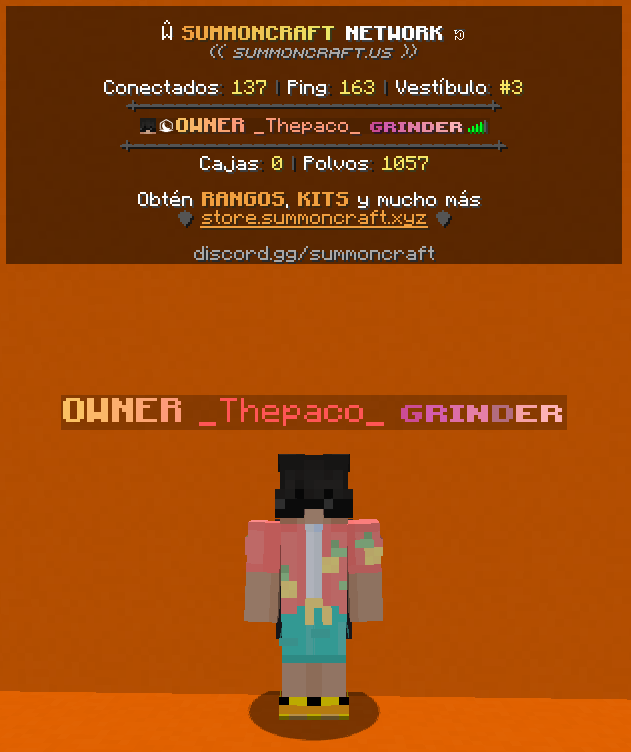 SUMMONCRAFT NETWORK
(( SUMMONCRAFT.US ))
Conectados: 137 | Ping: 163 | Vestíbulo: #3
OWNER _Thepaco_ GRINDER
Cajas: 0 | Polvos: 1057
Obtén RANGOS, KITS y mucho más
store.summoncraft.xyz
discord.gg/summoncraft
OWNER _Thepaco_ GRINDER